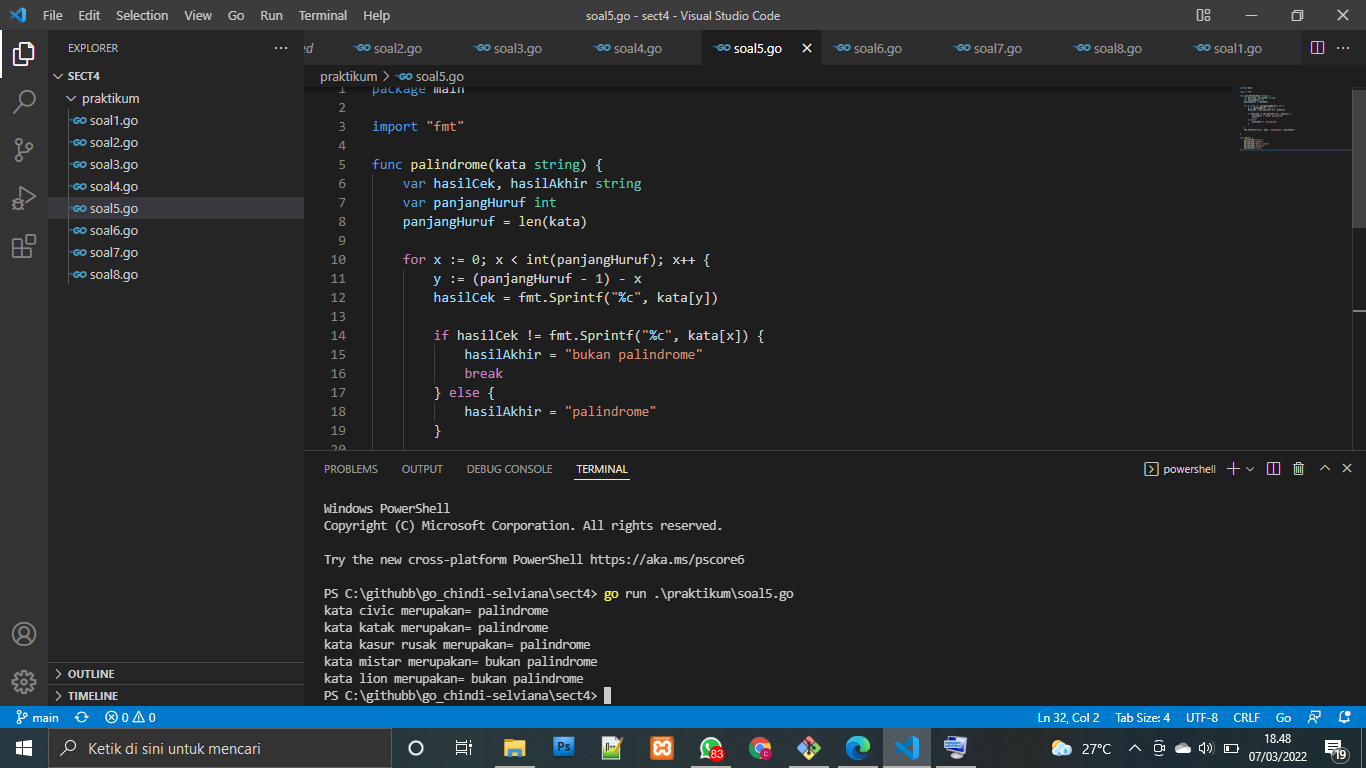 File Edit Selection View Go Run Terminal Help soal5.go - sect4 - Visual Studio Code
EXPLORER
SECT4
praktikum
soal1.go
soal2.go
soal3.go
soal4.go
soal5.go
soal6.go
soal7.go
soal8.go
OUTLINE
TIMELINE
ed soal2.go soal3.go soal4.go soal5.go soal6.go soal7.go soal8.go soal1.go
praktikum > soal5.go
1 package main
2
3 import "fmt"
4
5 func palindrome(kata string) {
6 var hasilCek, hasilAkhir string
7 var panjangHuruf int
8 panjangHuruf = len(kata)
9
10 for x := 0; x < int(panjangHuruf); x++ {
11 y := (panjangHuruf - 1) - x
12 hasilCek = fmt.Sprintf("%c", kata[y])
13
14 if hasilCek != fmt.Sprintf("%c", kata[x]) {
15 hasilAkhir = "bukan palindrome"
16 break
17 } else {
18 hasilAkhir = "palindrome"
19 }
20
PROBLEMS OUTPUT DEBUG CONSOLE TERMINAL powershell
Windows PowerShell
Copyright (C) Microsoft Corporation. All rights reserved.
Try the new cross-platform PowerShell https://aka.ms/pscore6
PS C:\githubb\go_chindi-selviana\sect4> go run .\praktikum\soal5.go
kata civic merupakan= palindrome
kata katak merupakan= palindrome
kata kasur rusak merupakan= palindrome
kata mistar merupakan= bukan palindrome
kata lion merupakan= bukan palindrome
PS C:\githubb\go_chindi-selviana\sect4>
main 0 0 Ln 32, Col 2 Tab Size: 4 UTF-8 CRLF Go
Ketik di sini untuk mencari Ps 83 27°C 18.48
07/03/2022 19